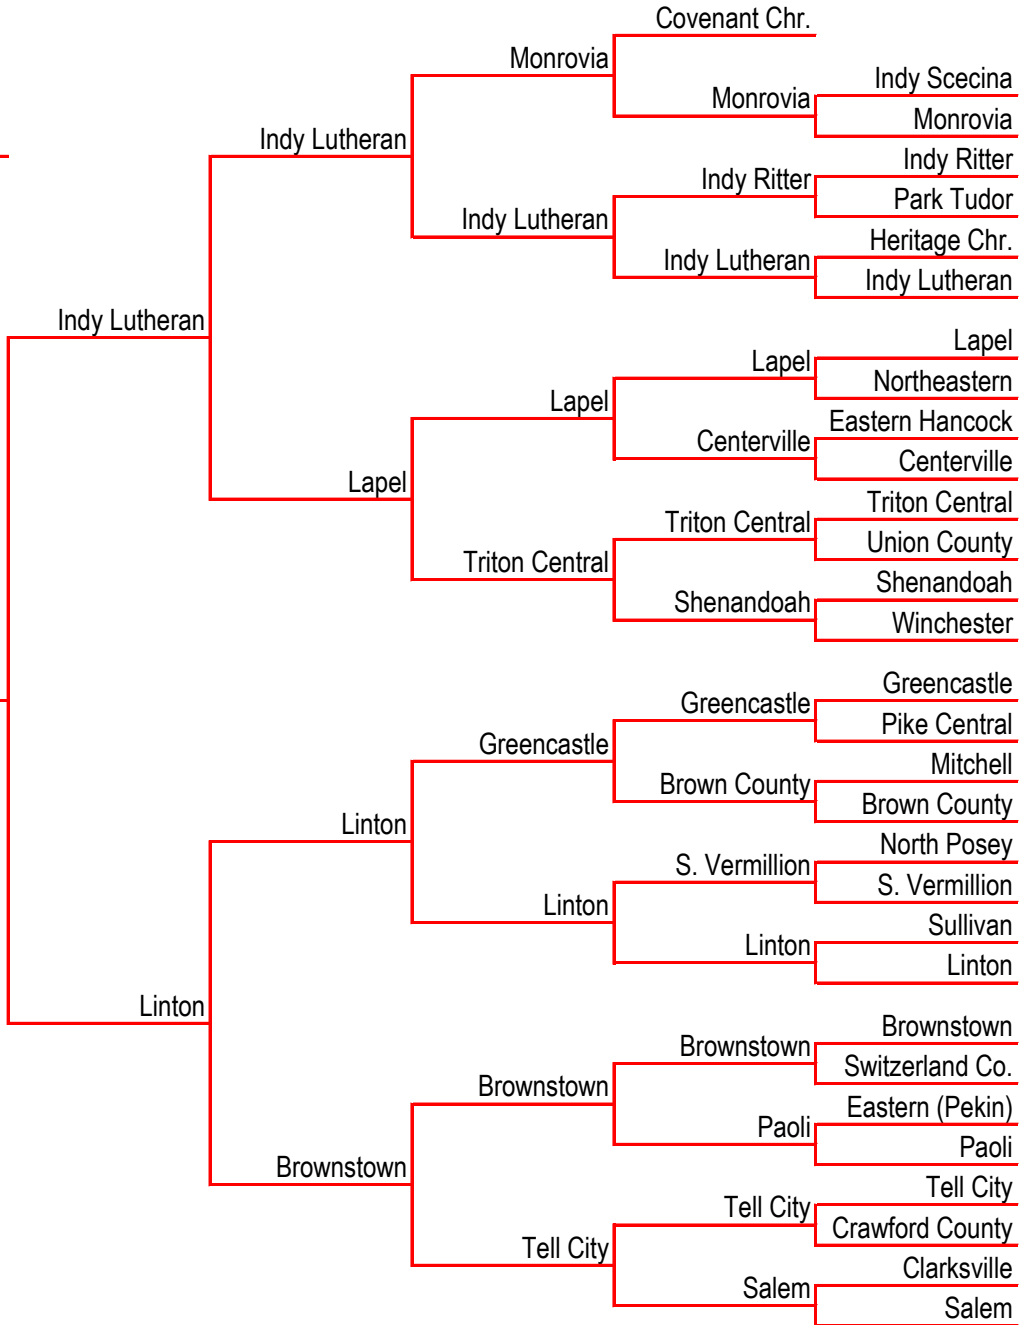 Covenant Chr.
Monrovia
Indy Scecina
Monrovia
Monrovia
Indy Lutheran
Indy Ritter
Indy Ritter
Park Tudor
Indy Lutheran
Heritage Chr.
Indy Lutheran
Indy Lutheran
Indy Lutheran
Lapel
Lapel
Northeastern
Lapel
Eastern Hancock
Centerville
Centerville
Lapel
Triton Central
Triton Central
Union County
Triton Central
Shenandoah
Shenandoah
Winchester
Greencastle
Greencastle
Pike Central
Greencastle
Mitchell
Brown County
Brown County
Linton
North Posey
S. Vermillion
S. Vermillion
Linton
Sullivan
Linton
Linton
Linton
Brownstown
Brownstown
Switzerland Co.
Brownstown
Eastern (Pekin)
Paoli
Paoli
Brownstown
Tell City
Tell City
Crawford County
Tell City
Clarksville
Salem
Salem